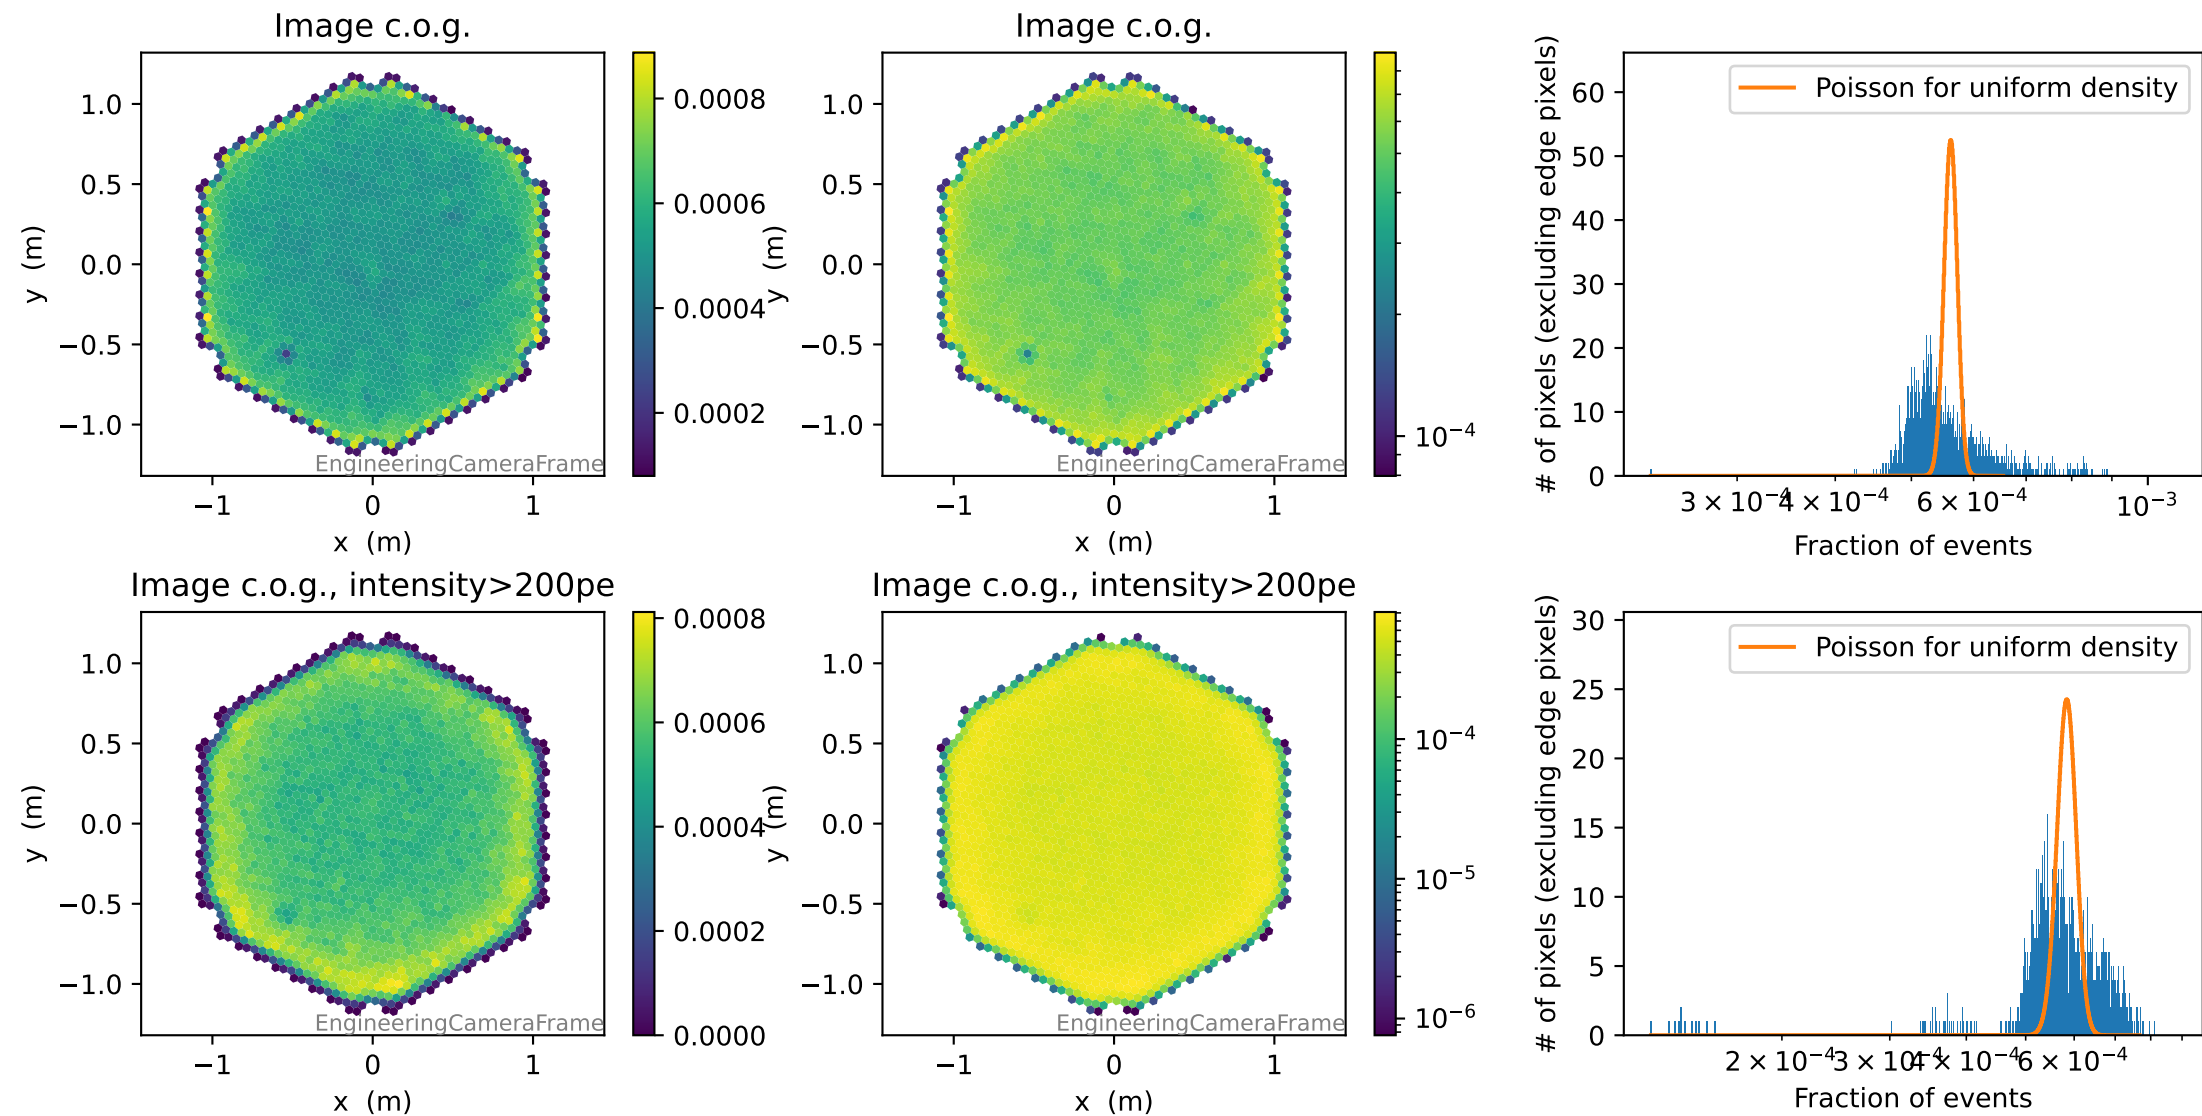 Image c.o.g.
y (m)
1.0
0.5
0.0
−0.5
−1.0
−1
0
1
x (m)
EngineeringCameraFrame
0.0008
0.0006
0.0004
0.0002
Image c.o.g.
y (m)
1.0
0.5
0.0
−0.5
−1.0
−1
0
1
x (m)
EngineeringCameraFrame
10⁻⁴
# of pixels (excluding edge pixels)
60
50
40
30
20
10
0
Poisson for uniform density
3 × 10⁻⁴
4 × 10⁻⁴
6 × 10⁻⁴
10⁻³
Fraction of events
Image c.o.g., intensity>200pe
y (m)
1.0
0.5
0.0
−0.5
−1.0
−1
0
1
x (m)
EngineeringCameraFrame
0.0008
0.0006
0.0004
0.0002
0.0000
Image c.o.g., intensity>200pe
y (m)
1.0
0.5
0.0
−0.5
−1.0
−1
0
1
x (m)
EngineeringCameraFrame
10⁻⁴
10⁻⁵
10⁻⁶
# of pixels (excluding edge pixels)
30
25
20
15
10
5
0
Poisson for uniform density
2 × 10⁻⁴
3 × 10⁻⁴
4 × 10⁻⁴
6 × 10⁻⁴
Fraction of events